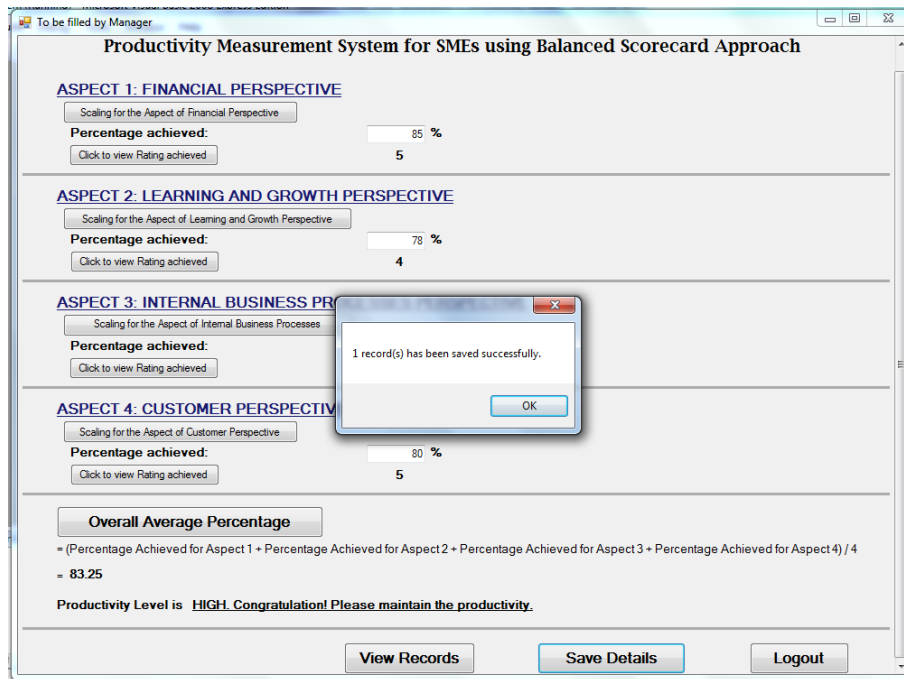 To be filled by Manager
Productivity Measurement System for SMEs using Balanced Scorecard Approach
ASPECT 1: FINANCIAL PERSPECTIVE
Scaling for the Aspect of Financial Perspective
Percentage achieved: 85 %
Click to view Rating achieved 5
ASPECT 2: LEARNING AND GROWTH PERSPECTIVE
Scaling for the Aspect of Learning and Growth Perspective
Percentage achieved: 78 %
Click to view Rating achieved 4
ASPECT 3: INTERNAL BUSINESS
Scaling for the Aspect of Internal Business Processes
Percentage achieved:
Click to view Rating achieved
1 record(s) has been saved successfully.
OK
ASPECT 4: CUSTOMER
Scaling for the Aspect of Customer Perspective
Percentage achieved: 80 %
Click to view Rating achieved 5
Overall Average Percentage
= (Percentage Achieved for Aspect 1 + Percentage Achieved for Aspect 2 + Percentage Achieved for Aspect 3 + Percentage Achieved for Aspect 4) / 4
= 83.25
Productivity Level is HIGH. Congratulation! Please maintain the productivity.
View Records Save Details Logout